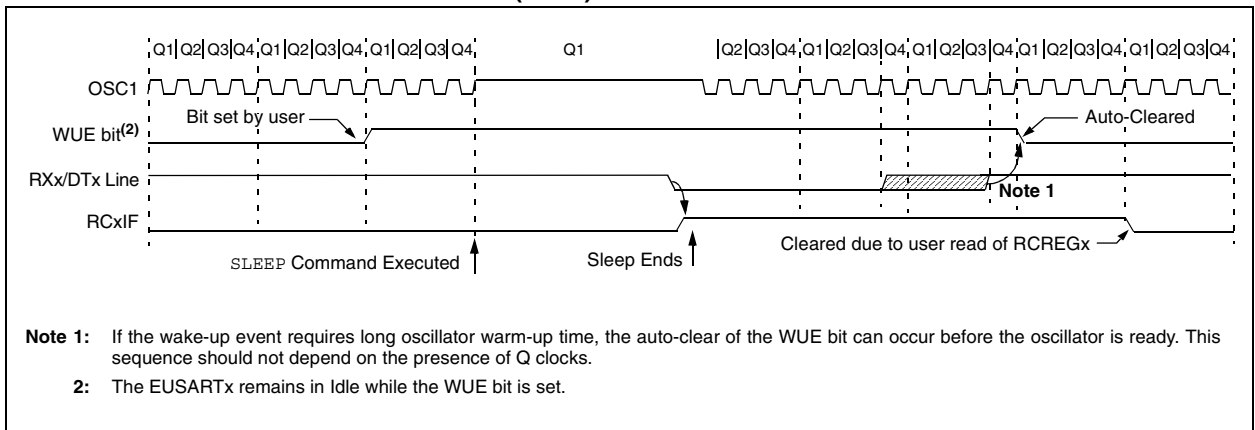 Q1 Q2 Q3 Q4 Q1 Q2 Q3 Q4 Q1 Q2 Q3 Q4 Q1 Q2 Q3 Q4 Q1 Q2 Q3 Q4 Q1 Q2 Q3 Q4 Q1 Q2 Q3 Q4 Q1 Q2 Q3 Q4
OSC1
Bit set by user
Auto-Cleared
WUE bit(2)
RXx/DTx Line
Note 1
RCxIF
Cleared due to user read of RCREGx
SLEEP Command Executed
Sleep Ends
Note 1: If the wake-up event requires long oscillator warm-up time, the auto-clear of the WUE bit can occur before the oscillator is ready. This
sequence should not depend on the presence of Q clocks.
2: The EUSARTx remains in Idle while the WUE bit is set.